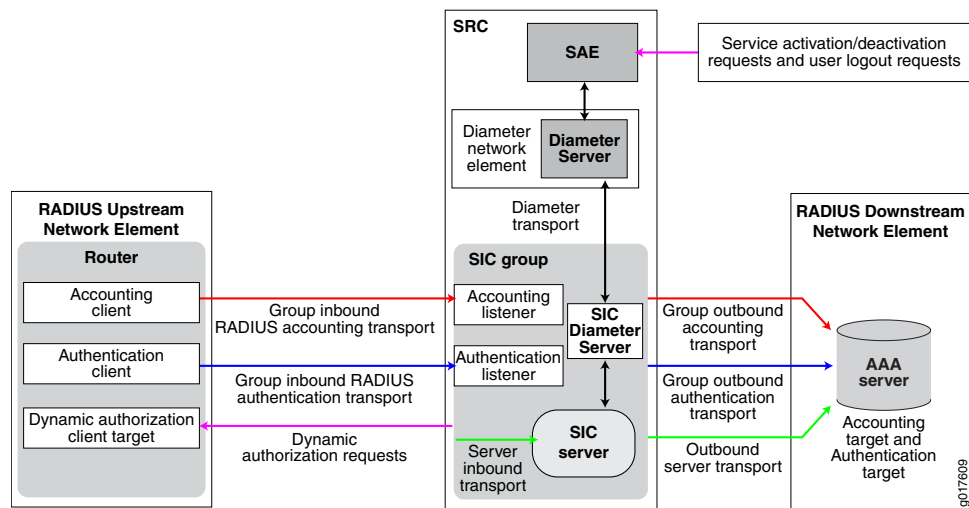 SRC
SAE
Service activation/deactivation
requests and user logout requests
Diameter
network
element
Diameter
Server
Diameter
transport
RADIUS Upstream
Network Element
Router
Accounting
client
Authentication
client
Dynamic authorization
client target
Group inbound
RADIUS accounting transport
Group inbound RADIUS
authentication transport
Dynamic
authorization requests
SIC group
Accounting
listener
Authentication
listener
SIC
Diameter
Server
Server
inbound
transport
SIC
server
Group outbound
accounting
transport
Group outbound
authentication
transport
Outbound
server transport
RADIUS Downstream
Network Element
AAA
server
Accounting
target and
Authentication
target
g017609